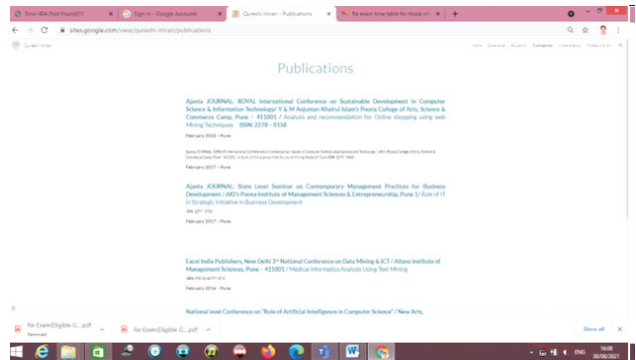 Error 404 (Not Found)!!1
Sign in - Google Accounts
Qureshi Imran - Publications
Re exam time table for those wh
sites.google.com/view/qureshi-imran/publications
Qureshi Imran
Publications
Publications
Ajanta JOURNAL: ROYAL International Conference on Sustainable Development in Computer
Science & Information Technology/ Y & M Anjuman Khairul Islam's Poona College of Arts, Science &
Commerce Camp, Pune - 411001 / Analysis and recommendation for Online shopping using web
Mining Techniques ISSN: 2278 - 8158
February 2018 - Pune
February 2017 - Pune
Ajanta JOURNAL: State Level Seminar on Contemporary Management Practices for Business
Development / AKI's Poona Institute of Management Sciences & Entrepreneurship, Pune 1/ Role of IT
in Strategic Initiative in Business Development
February 2017 - Pune
Excel India Publishers, New Delhi 3rd National Conference on Data Mining & ICT / Allana Institute of
Management Sciences, Pune - 411001 / Medical Informatics Analysis Using Text Mining
February 2016 - Pune
National level Conference on "Role of Artificial Intelligence in Computer Science" / New Arts,
Re-ExamEligible G....pdf
Re-ExamEligible G....pdf
Show all
ENG
16:08
30/08/2021